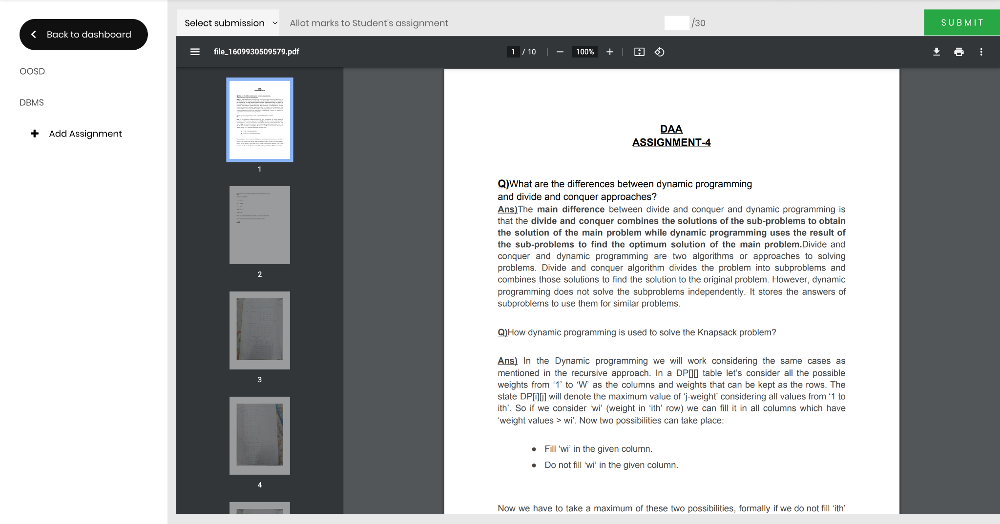 Back to dashboard
OOSD
DBMS
Add Assignment
Select submission
Allot marks to Student's assignment
/30
SUBMIT
file_1609930509579.pdf
1 / 10
100%
1
2
3
4
DAA
ASSIGNMENT-4
Q)What are the differences between dynamic programming
and divide and conquer approaches?
Ans)The main difference between divide and conquer and dynamic programming is
that the divide and conquer combines the solutions of the sub-problems to obtain
the solution of the main problem while dynamic programming uses the result of
the sub-problems to find the optimum solution of the main problem.Divide and
conquer and dynamic programming are two algorithms or approaches to solving
problems. Divide and conquer algorithm divides the problem into subproblems and
combines those solutions to find the solution to the original problem. However, dynamic
programming does not solve the subproblems independently. It stores the answers of
subproblems to use them for similar problems.
Q)How dynamic programming is used to solve the Knapsack problem?
Ans) In the Dynamic programming we will work considering the same cases as
mentioned in the recursive approach. In a DP[][] table let’s consider all the possible
weights from ‘1’ to ‘W’ as the columns and weights that can be kept as the rows. The
state DP[i][j] will denote the maximum value of ‘j-weight’ considering all values from ‘1 to
ith’. So if we consider ‘wi’ (weight in ‘ith’ row) we can fill it in all columns which have
‘weight values > wi’. Now two possibilities can take place:
● Fill ‘wi’ in the given column.
● Do not fill ‘wi’ in the given column.
Now we have to take a maximum of these two possibilities, formally if we do not fill ‘ith’